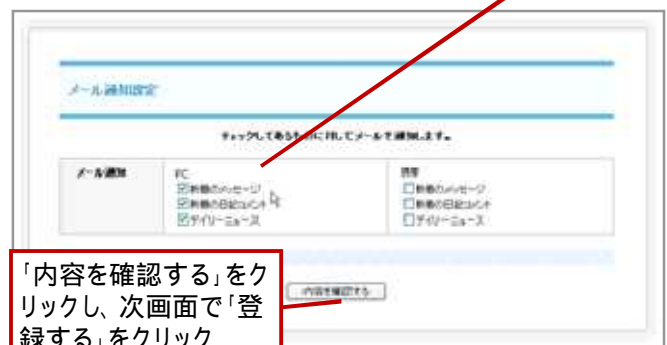 メール通知設定
チェックしてあるものに関してメールで通知します。
メール通知
PC
新着のメッセージ
新着の日記コメント
デイリーニュース
携帯
新着のメッセージ
新着の日記コメント
デイリーニュース
内容を確認する
「内容を確認する」をク
リックし、次画面で「登
録する」をクリック